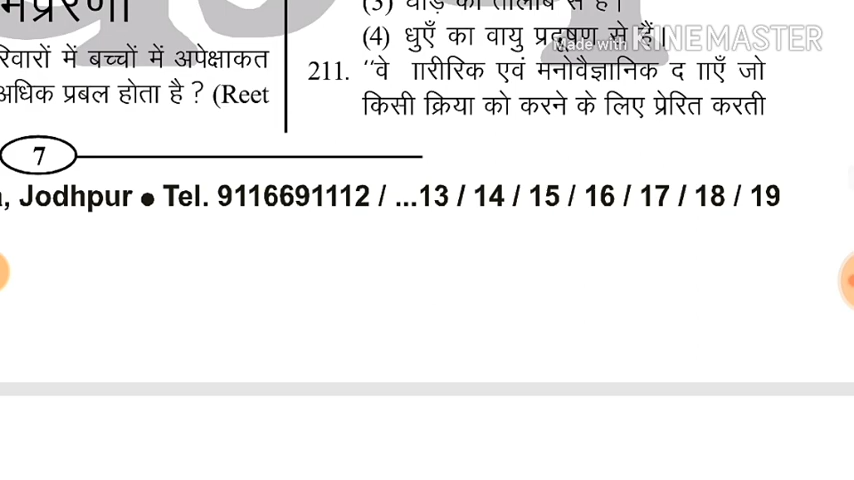 मप्रेरणा
रिवारों में बच्चों में अपेक्षाकत
अधिक प्रबल होता है ? (Reet
(3) घोड़े का तालाब से है।
(4) धुएँ का वायु प्रदूषण से हैं।
211. ‘‘वे ाारीरिक एवं मनोवैज्ञानिक द ााएँ जो
किसी क्रिया को करने के लिए प्रेरित करती
7
, Jodhpur ● Tel. 9116691112 / ...13 / 14 / 15 / 16 / 17 / 18 / 19
Made with KINEMASTER